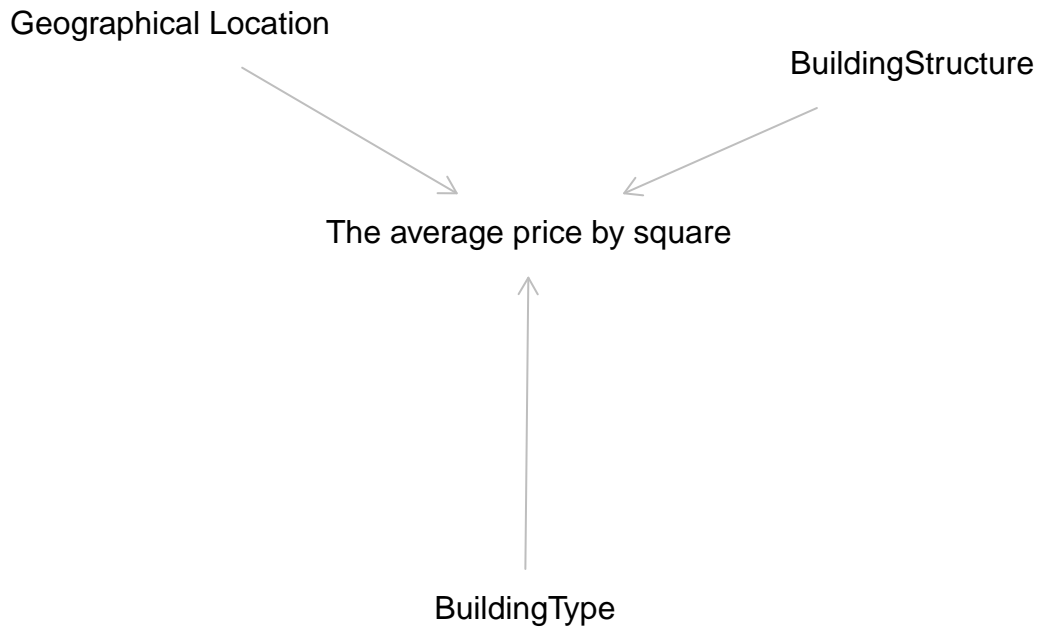 Geographical Location
BuildingStructure
The average price by square
BuildingType